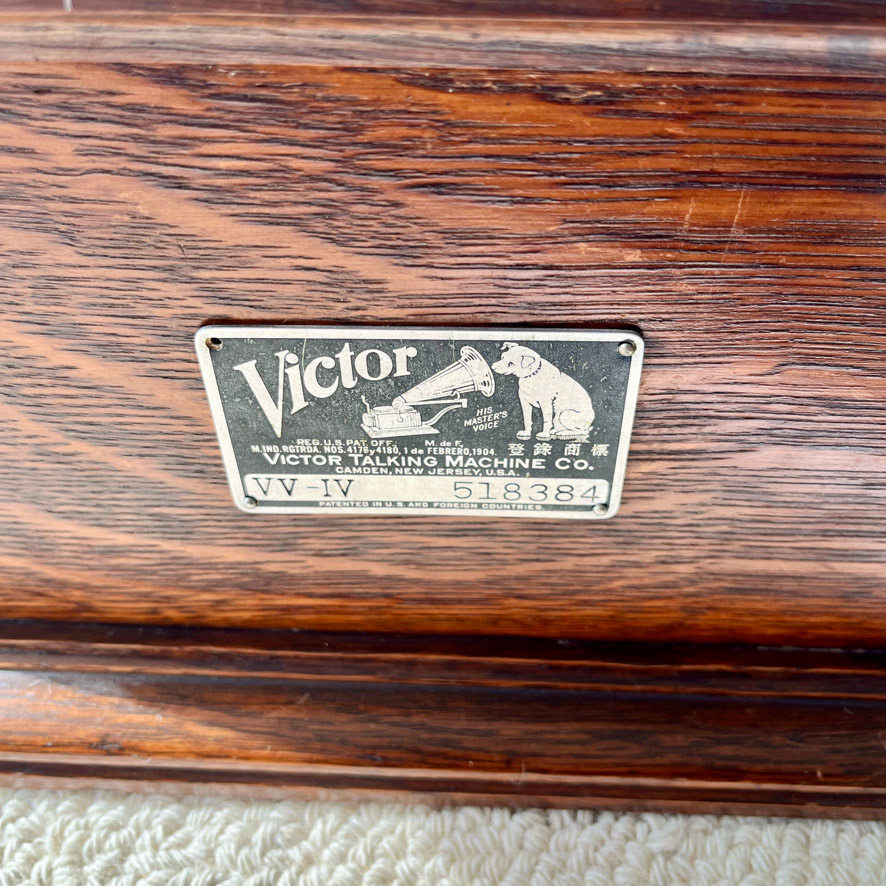 Victor
HIS
MASTER'S
VOICE
REG. U.S. PAT. OFF. M. de F.
登錄商標
M. IND. RGTRDA. NOS. 4176 y 4180, 1 de FEBRERO, 1904.
VICTOR TALKING MACHINE CO.
CAMDEN, NEW JERSEY, U.S.A.
VV-IV 518384
PATENTED IN U.S. AND FOREIGN COUNTRIES.